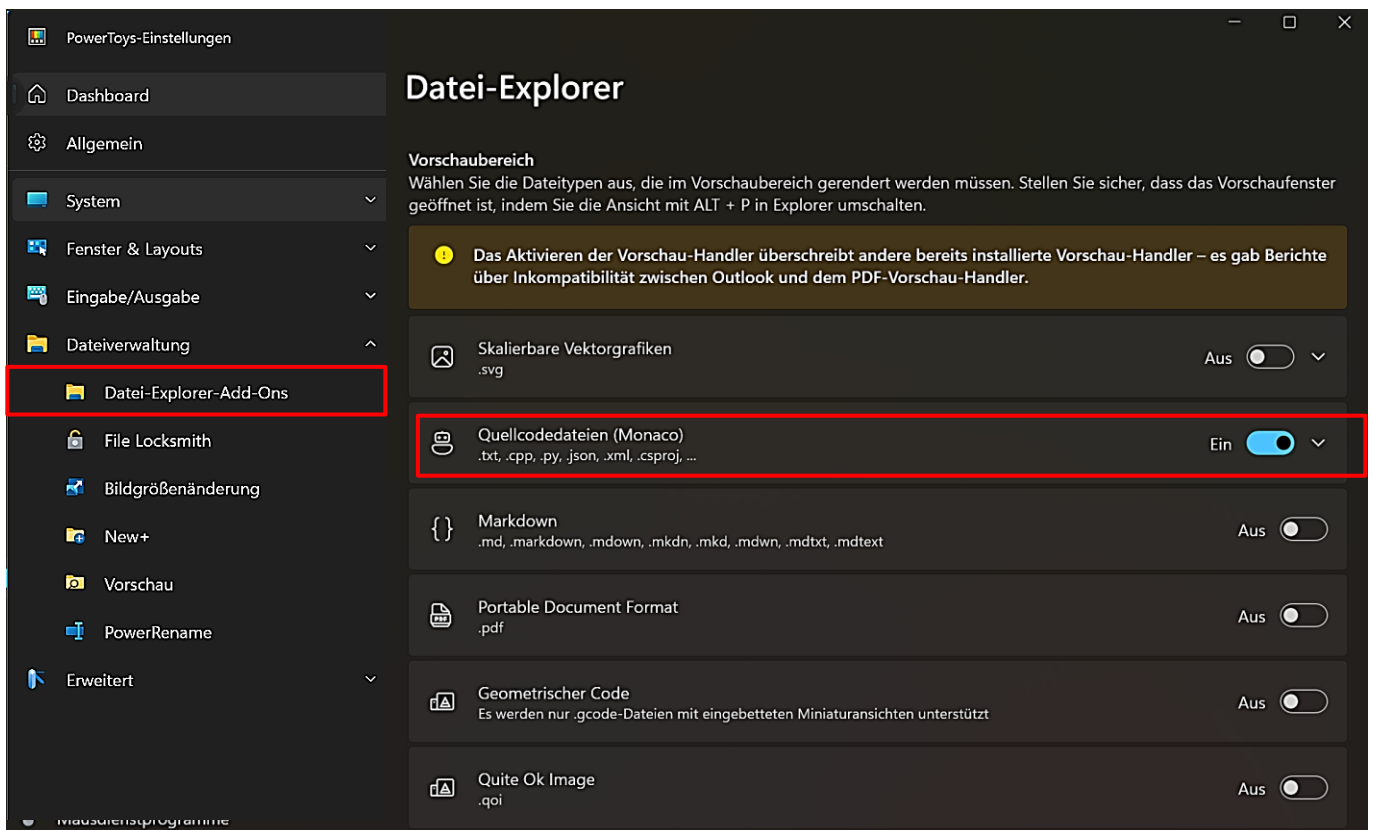 PowerToys-Einstellungen
Dashboard
Allgemein
System
Fenster & Layouts
Eingabe/Ausgabe
Dateiverwaltung
Datei-Explorer-Add-Ons
File Locksmith
Bildgrößenänderung
New+
Vorschau
PowerRename
Erweitert
Mausdienstprogramme
Datei-Explorer
Vorschaubereich
Wählen Sie die Dateitypen aus, die im Vorschaubereich gerendert werden müssen. Stellen Sie sicher, dass das Vorschaufenster
geöffnet ist, indem Sie die Ansicht mit ALT + P in Explorer umschalten.
Das Aktivieren der Vorschau-Handler überschreibt andere bereits installierte Vorschau-Handler – es gab Berichte
über Inkompatibilität zwischen Outlook und dem PDF-Vorschau-Handler.
Skalierbare Vektorgrafiken
.svg
Aus
Quellcodedateien (Monaco)
.txt, .cpp, .py, .json, .xml, .csproj, ...
Ein
Markdown
.md, .markdown, .mdown, .mkdn, .mkd, .mdwn, .mdtxt, .mdtext
Aus
Portable Document Format
.pdf
Aus
Geometrischer Code
Es werden nur .gcode-Dateien mit eingebetteten Miniaturansichten unterstützt
Aus
Quite Ok Image
.qoi
Aus